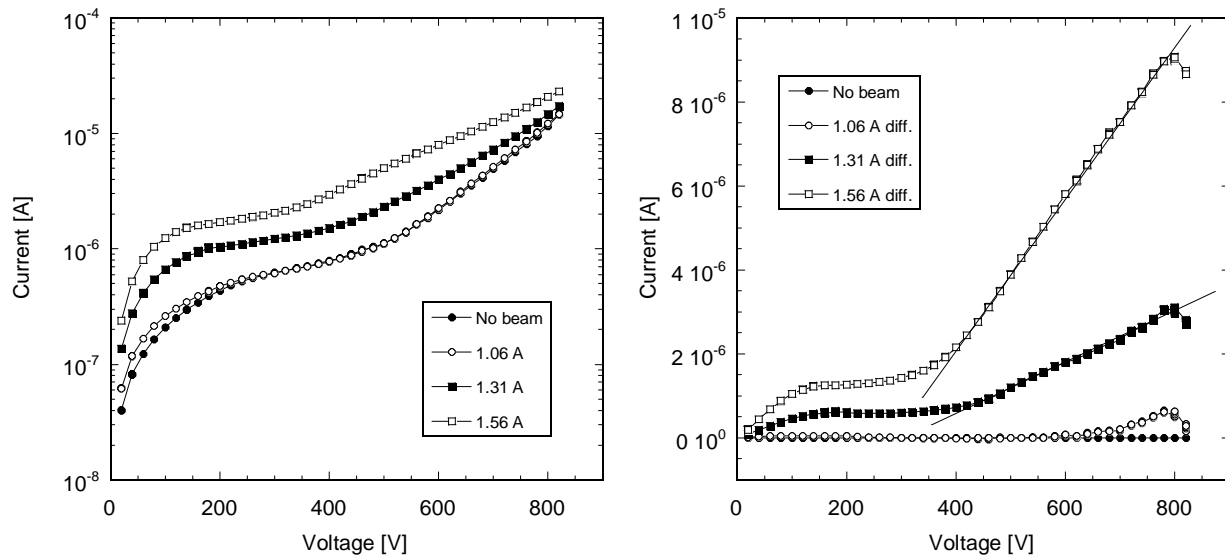 10⁻⁴
10⁻⁵
10⁻⁶
10⁻⁷
10⁻⁸
Current [A]
No beam
1.06 A
1.31 A
1.56 A
0 200 400 600 800
Voltage [V]
1 10⁻⁵
8 10⁻⁶
6 10⁻⁶
4 10⁻⁶
2 10⁻⁶
0 10⁰
Current [A]
No beam
1.06 A diff.
1.31 A diff.
1.56 A diff.
0 200 400 600 800
Voltage [V]